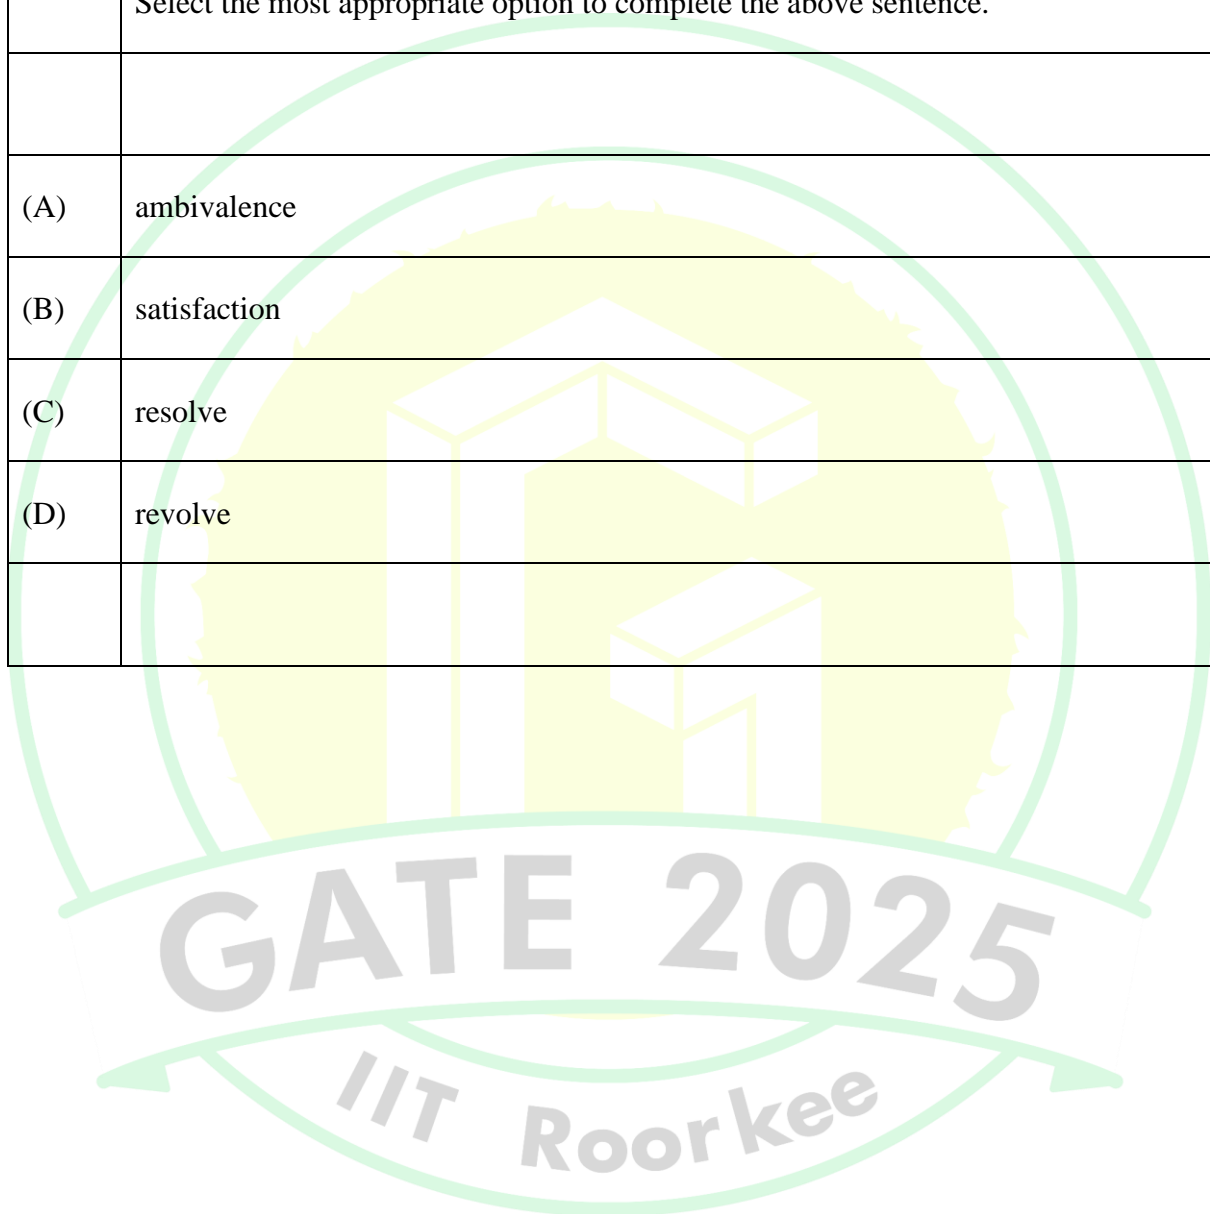 Select the most appropriate option to complete the above sentence.
(A) ambivalence
(B) satisfaction
(C) resolve
(D) revolve
GATE 2025
IIT Roorkee